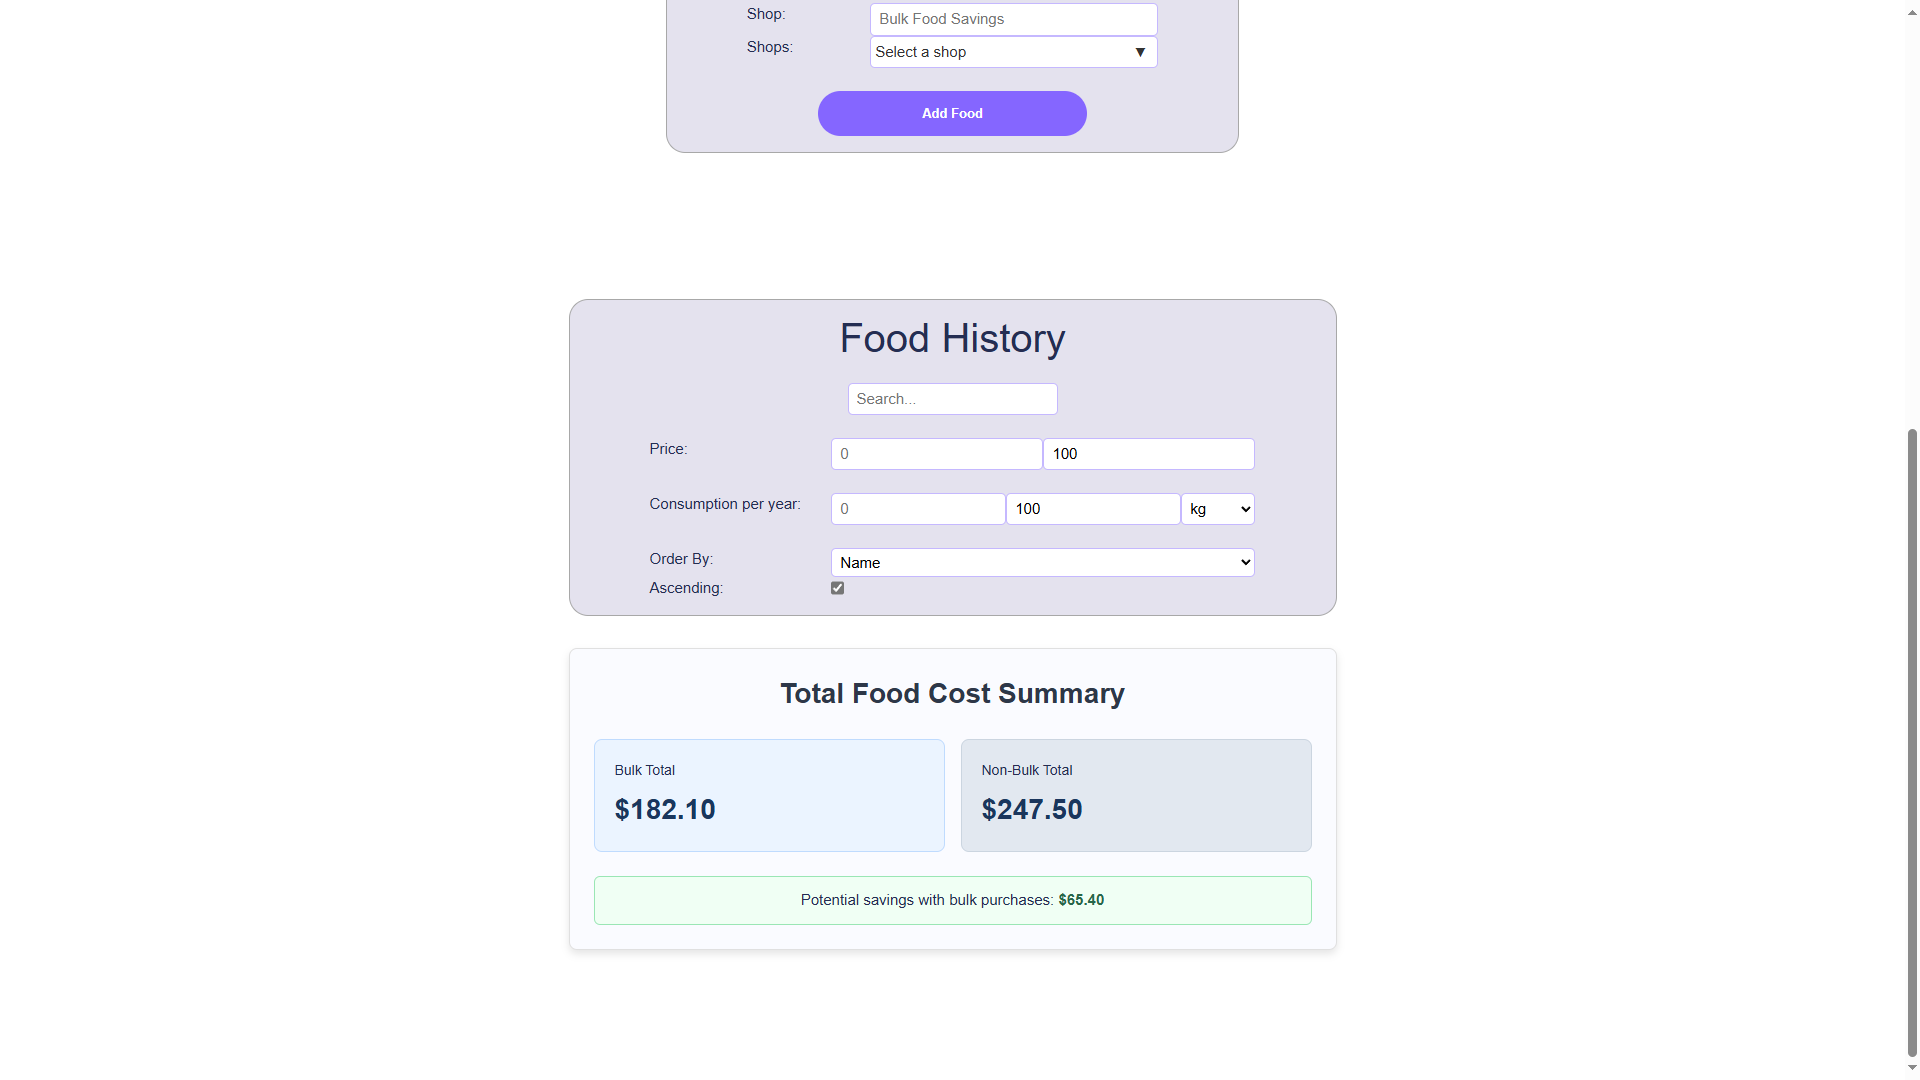 Shop: Bulk Food Savings
Shops: Select a shop ▼
Add Food
Food History
Search...
Price: 0 100
Consumption per year: 0 100 kg
Order By: Name
Ascending:
Total Food Cost Summary
Bulk Total
$182.10
Non-Bulk Total
$247.50
Potential savings with bulk purchases: $65.40